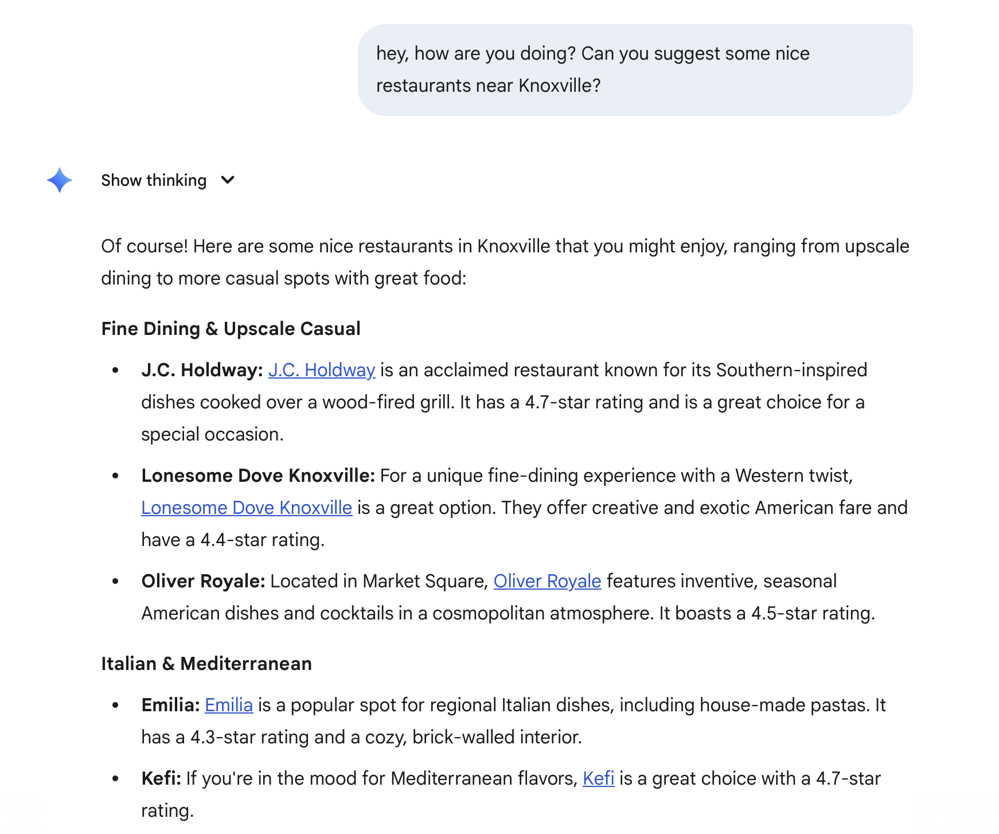 hey, how are you doing? Can you suggest some nice
restaurants near Knoxville?
Show thinking
Of course! Here are some nice restaurants in Knoxville that you might enjoy, ranging from upscale
dining to more casual spots with great food:
Fine Dining & Upscale Casual
• J.C. Holdway: J.C. Holdway is an acclaimed restaurant known for its Southern-inspired
dishes cooked over a wood-fired grill. It has a 4.7-star rating and is a great choice for a
special occasion.
• Lonesome Dove Knoxville: For a unique fine-dining experience with a Western twist,
Lonesome Dove Knoxville is a great option. They offer creative and exotic American fare and
have a 4.4-star rating.
• Oliver Royale: Located in Market Square, Oliver Royale features inventive, seasonal
American dishes and cocktails in a cosmopolitan atmosphere. It boasts a 4.5-star rating.
Italian & Mediterranean
• Emilia: Emilia is a popular spot for regional Italian dishes, including house-made pastas. It
has a 4.3-star rating and a cozy, brick-walled interior.
• Kefi: If you're in the mood for Mediterranean flavors, Kefi is a great choice with a 4.7-star
rating.